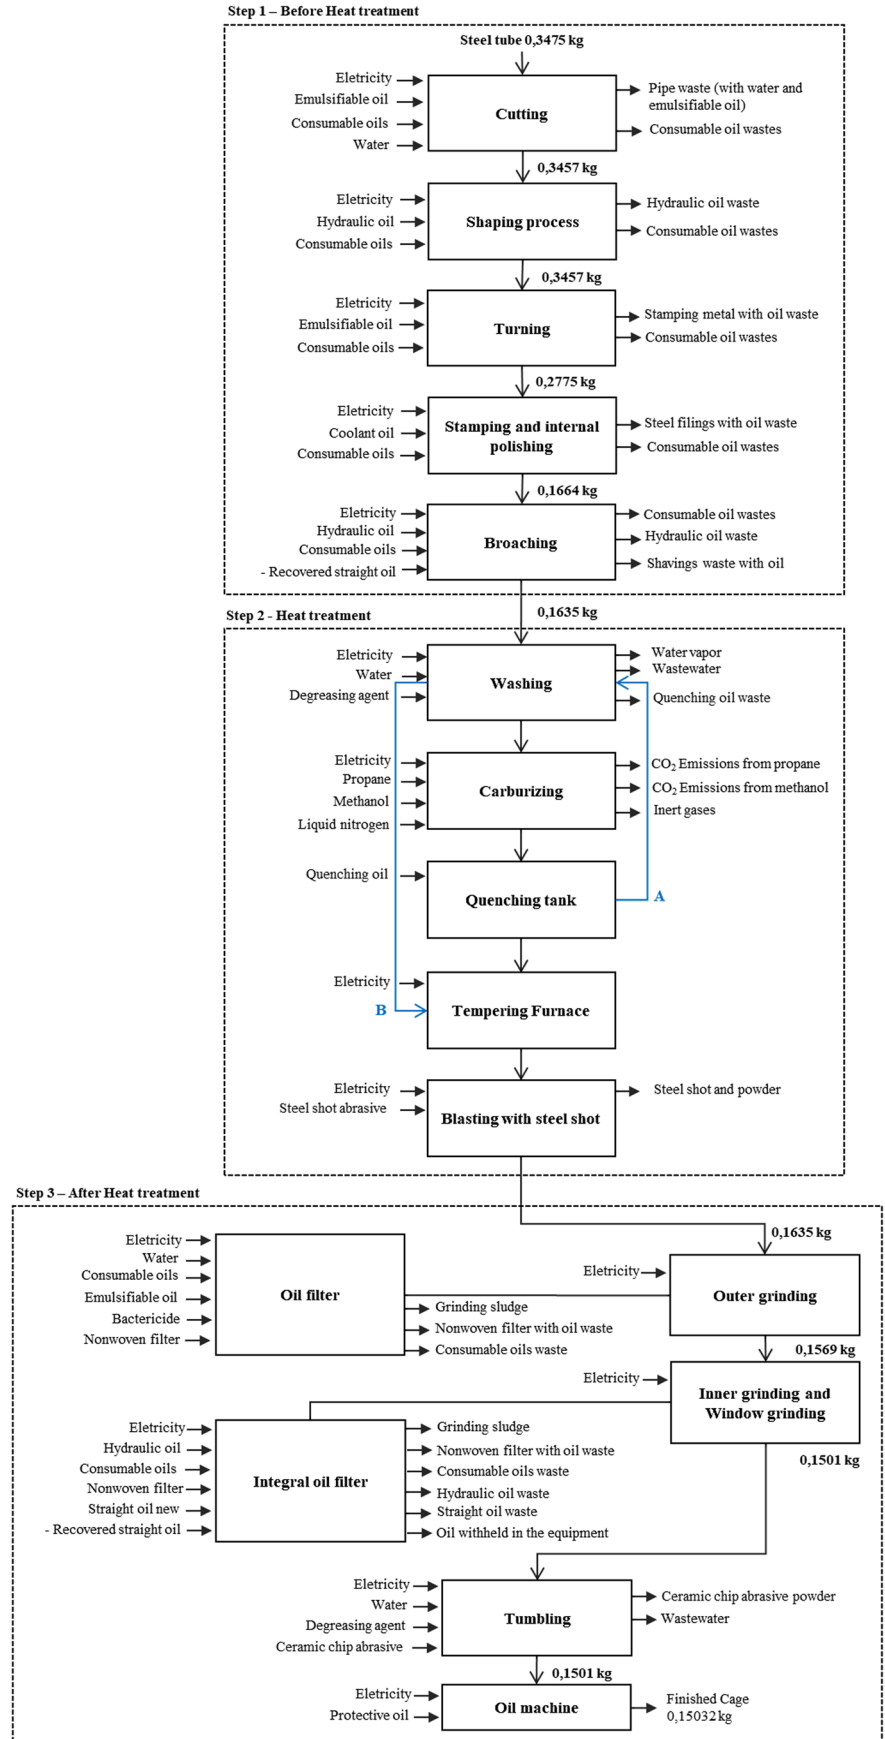 Step 1 – Before Heat treatment
Steel tube 0,3475 kg
Eletricity
Emulsifiable oil
Consumable oils
Water
Cutting
Pipe waste (with water and
emulsifiable oil)
Consumable oil wastes
0,3457 kg
Eletricity
Hydraulic oil
Consumable oils
Shaping process
Hydraulic oil waste
Consumable oil wastes
0,3457 kg
Eletricity
Emulsifiable oil
Consumable oils
Turning
Stamping metal with oil waste
Consumable oil wastes
0,2775 kg
Eletricity
Coolant oil
Consumable oils
Stamping and internal
polishing
Steel filings with oil waste
Consumable oil wastes
0,1664 kg
Eletricity
Hydraulic oil
Consumable oils
- Recovered straight oil
Broaching
Consumable oil wastes
Hydraulic oil waste
Shavings waste with oil
0,1635 kg
Step 2 - Heat treatment
Eletricity
Water
Degreasing agent
Washing
Water vapor
Wastewater
Quenching oil waste
Eletricity
Propane
Methanol
Liquid nitrogen
Carburizing
CO2 Emissions from propane
CO2 Emissions from methanol
Inert gases
Quenching oil
Quenching tank
A
Eletricity
B
Tempering Furnace
Eletricity
Steel shot abrasive
Blasting with steel shot
Steel shot and powder
Step 3 – After Heat treatment
0,1635 kg
Eletricity
Water
Consumable oils
Emulsifiable oil
Bactericide
Nonwoven filter
Oil filter
Grinding sludge
Nonwoven filter with oil waste
Consumable oils waste
Eletricity
Outer grinding
0,1569 kg
Eletricity
Inner grinding and
Window grinding
0,1501 kg
Eletricity
Hydraulic oil
Consumable oils
Nonwoven filter
Straight oil new
- Recovered straight oil
Integral oil filter
Grinding sludge
Nonwoven filter with oil waste
Consumable oils waste
Hydraulic oil waste
Straight oil waste
Oil withheld in the equipment
Eletricity
Water
Degreasing agent
Ceramic chip abrasive
Tumbling
Ceramic chip abrasive powder
Wastewater
0,1501 kg
Eletricity
Protective oil
Oil machine
Finished Cage
0,15032 kg